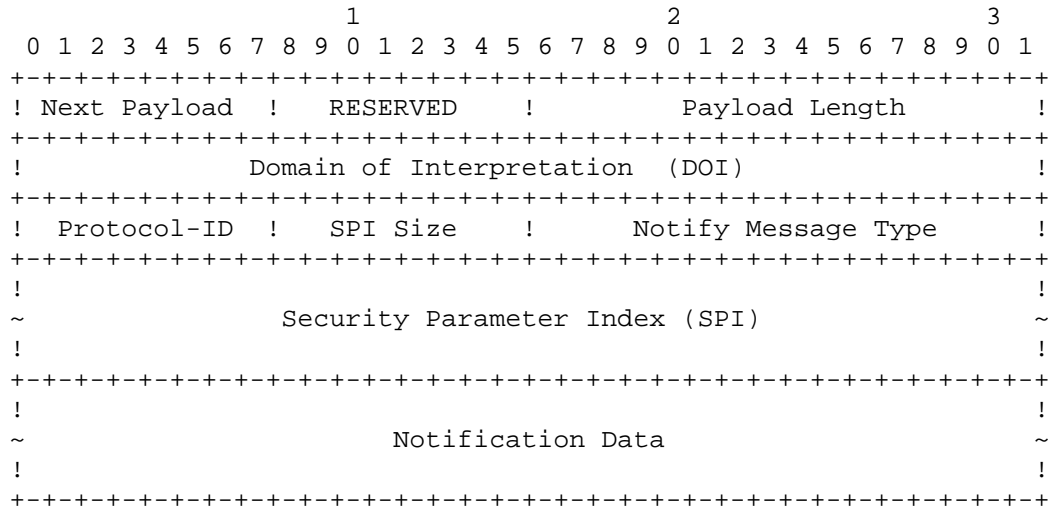 1                   2                   3
 0 1 2 3 4 5 6 7 8 9 0 1 2 3 4 5 6 7 8 9 0 1 2 3 4 5 6 7 8 9 0 1
+-+-+-+-+-+-+-+-+-+-+-+-+-+-+-+-+-+-+-+-+-+-+-+-+-+-+-+-+-+-+-+-+
! Next Payload  !   RESERVED    !         Payload Length        !
+-+-+-+-+-+-+-+-+-+-+-+-+-+-+-+-+-+-+-+-+-+-+-+-+-+-+-+-+-+-+-+-+
!              Domain of Interpretation  (DOI)                  !
+-+-+-+-+-+-+-+-+-+-+-+-+-+-+-+-+-+-+-+-+-+-+-+-+-+-+-+-+-+-+-+-+
!  Protocol-ID  !   SPI Size    !      Notify Message Type      !
+-+-+-+-+-+-+-+-+-+-+-+-+-+-+-+-+-+-+-+-+-+-+-+-+-+-+-+-+-+-+-+-+
!                                                               !
~                Security Parameter Index (SPI)                 ~
!                                                               !
+-+-+-+-+-+-+-+-+-+-+-+-+-+-+-+-+-+-+-+-+-+-+-+-+-+-+-+-+-+-+-+-+
!                                                               !
~                       Notification Data                       ~
!                                                               !
+-+-+-+-+-+-+-+-+-+-+-+-+-+-+-+-+-+-+-+-+-+-+-+-+-+-+-+-+-+-+-+-+